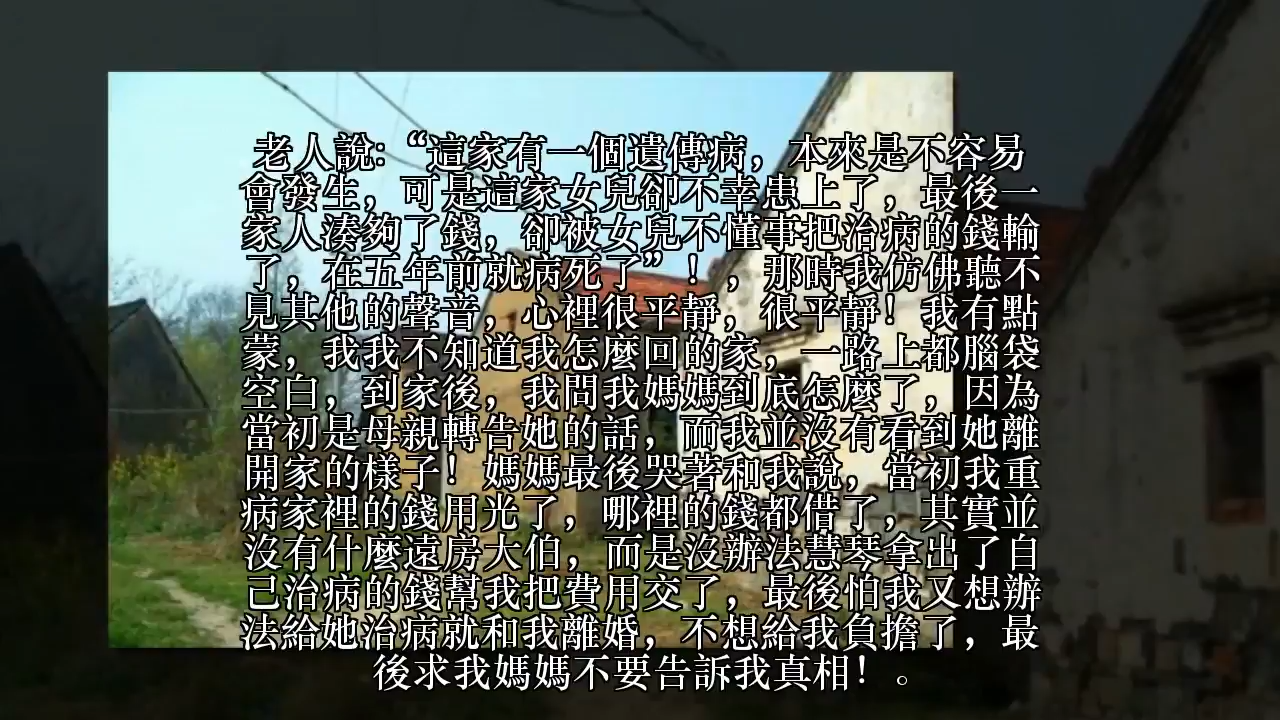 老人說:“這家有一個遺傳病，本來是不容易
會發生，可是這家女兒卻不幸患上了，最後一
家人湊夠了錢，卻被女兒不懂事把治病的錢輸
了，在五年前就病死了”！，那時我仿佛聽不
見其他的聲音，心裡很平靜，很平靜！我有點
蒙，我我不知道我怎麼回的家，一路上都腦袋
空白，到家後，我問我媽媽到底怎麼了，因為
當初是母親轉告她的話，而我並沒有看到她離
開家的樣子！媽媽最後哭著和我說，當初我重
病家裡的錢用光了，哪裡的錢都借了，其實並
沒有什麼遠房大伯，而是沒辦法慧琴拿出了自
己治病的錢幫我把費用交了，最後怕我又想辦
法給她治病就和我離婚，不想給我負擔了，最
後求我媽媽不要告訴我真相！。